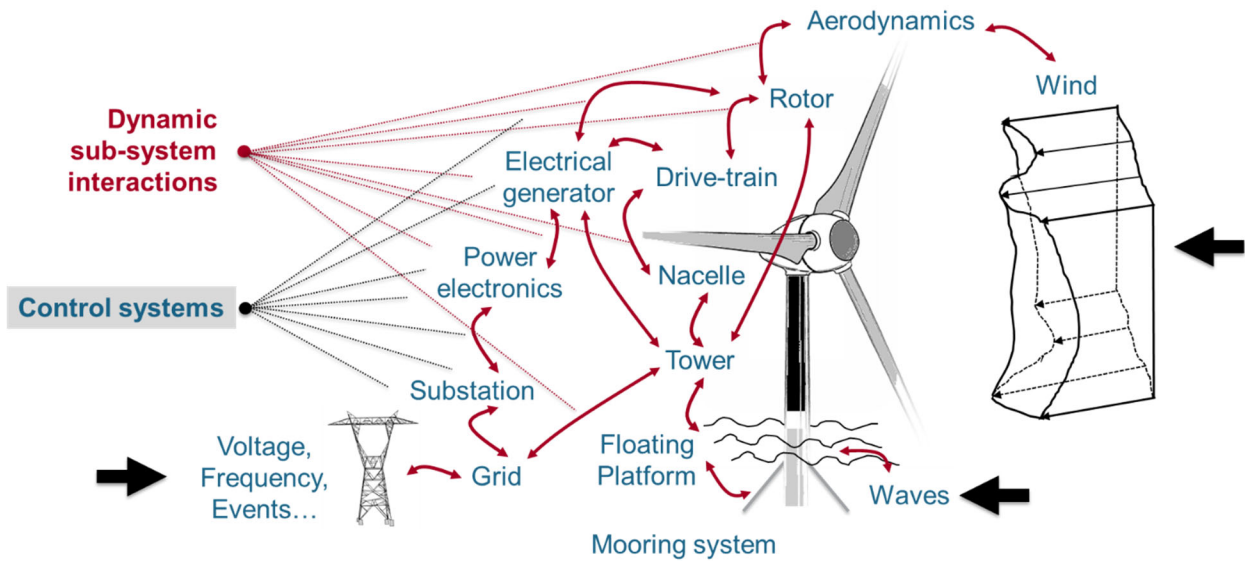 Aerodynamics
Wind
Rotor
Dynamic
sub-system
interactions
Electrical
generator
Drive-train
Power
electronics
Nacelle
Control systems
Tower
Substation
Voltage,
Frequency,
Events…
Grid
Floating
Platform
Waves
Mooring system